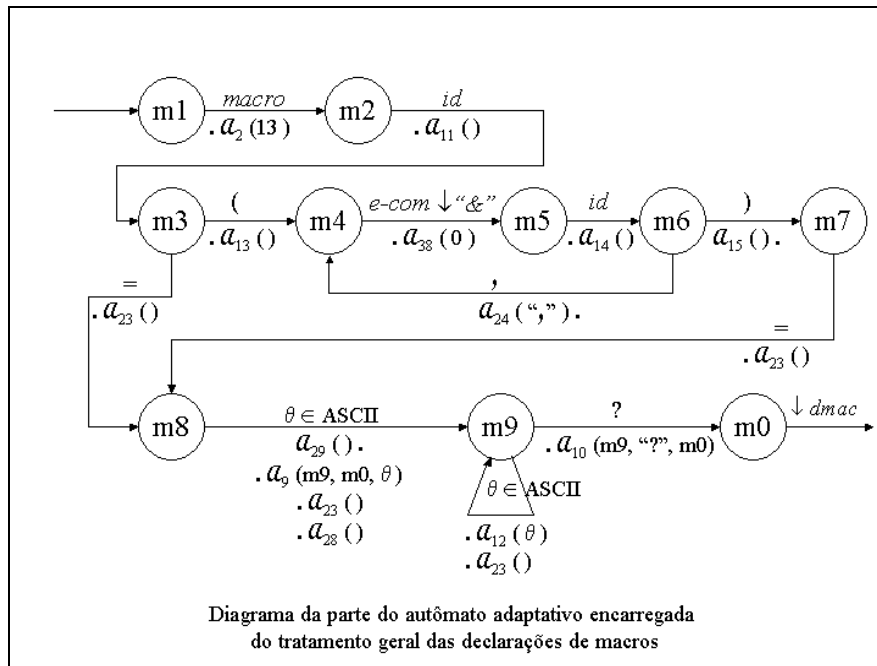 m1 macro m2 id
.a2 (13) .a11 ()
m3 ( m4 e-com ↓ “&” m5 id m6 ) m7
.a13 () .a38 (0) .a14 () .a15 ().
= ,
.a23 () a24 (“,”).
=
.a23 ()
m8 θ ∈ ASCII m9 ? m0 ↓ dmac
a29 (). .a10 (m9, “?”, m0)
.a9 (m9, m0, θ) θ ∈ ASCII
.a23 () .a12 (θ)
.a28 () .a23 ()
Diagrama da parte do autômato adaptativo encarregada
do tratamento geral das declarações de macros